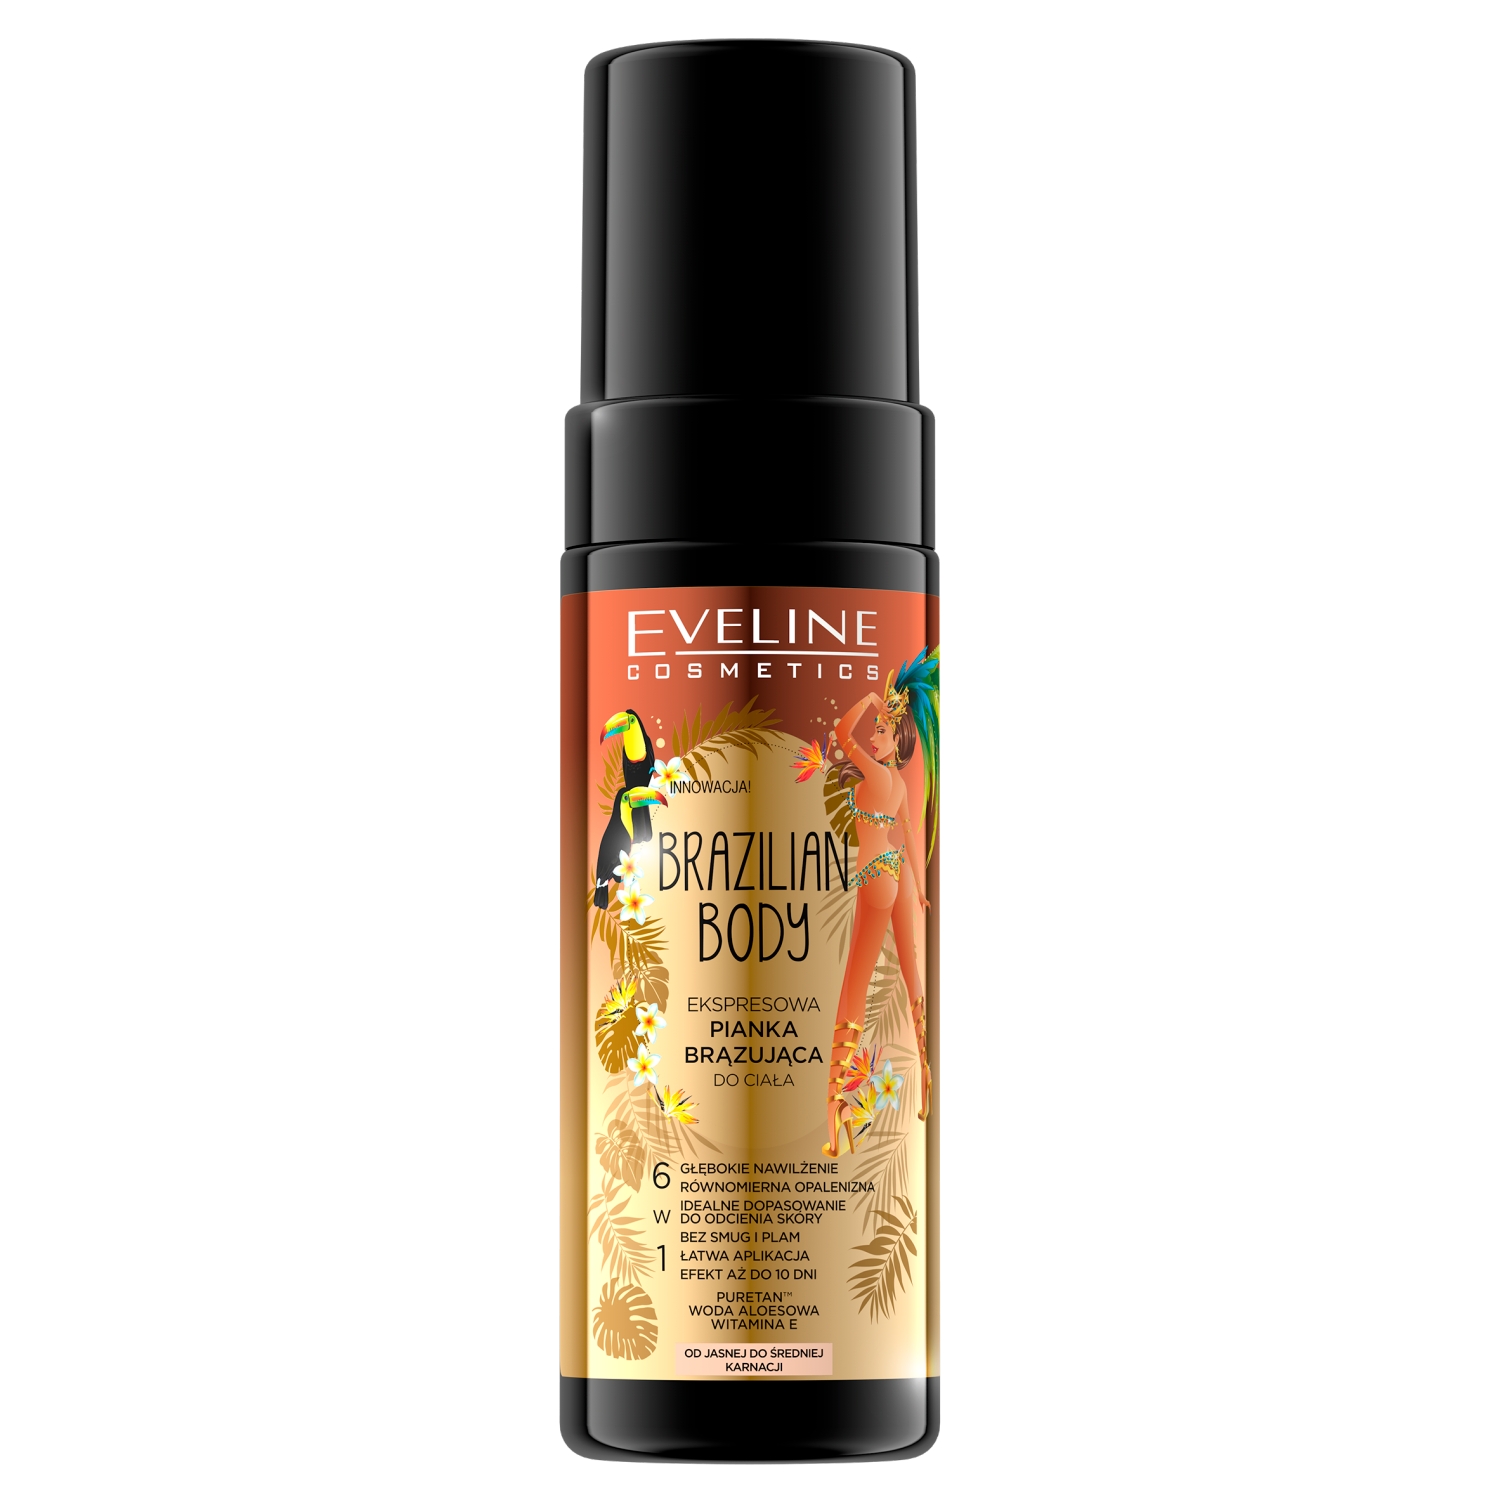 EVELINE
COSMETICS
INNOWACJA!
BRAZILIAN
BODY
EKSPRESOWA
PIANKA
BRĄZUJĄCA
DO CIAŁA
6 w 1
GŁĘBOKIE NAWILŻENIE
RÓWNOMIERNA OPALENIZNA
IDEALNE DOPASOWANIE
DO ODCIENIA SKÓRY
BEZ SMUG I PLAM
ŁATWA APLIKACJA
EFEKT AŻ DO 10 DNI
PURETAN™
WODA ALOESOWA
WITAMINA E
OD JASNEJ DO ŚREDNIEJ
KARNACJI